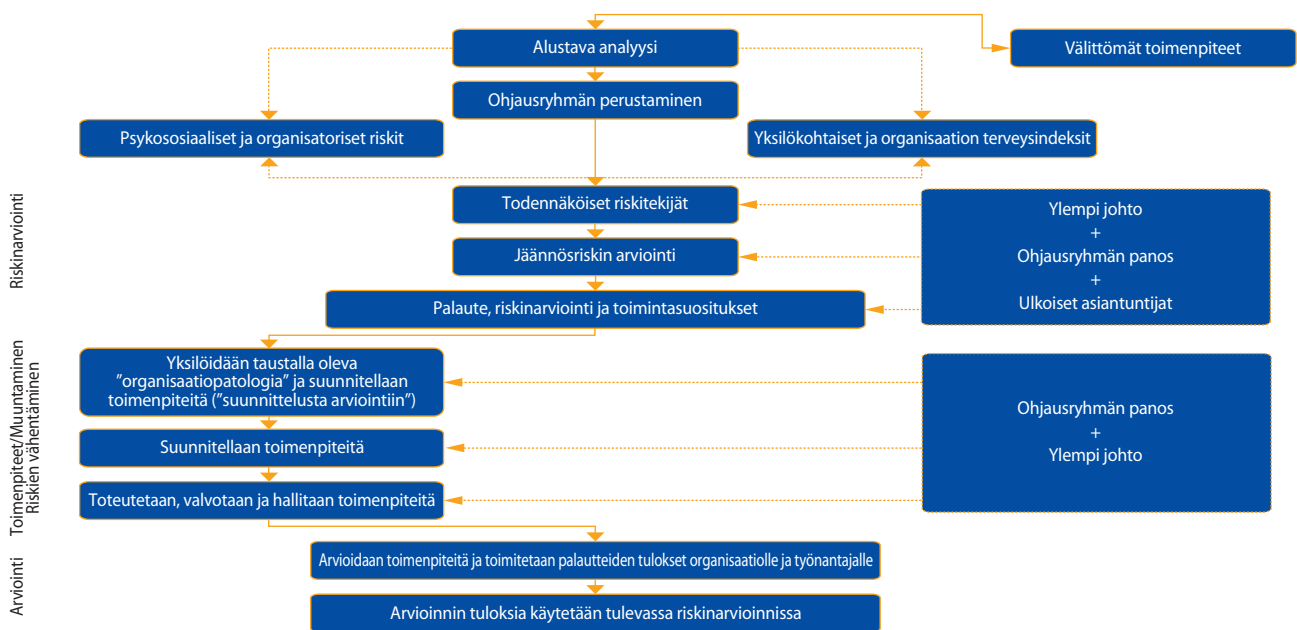 Alustava analyysi
Välittömät toimenpiteet
Ohjausryhmän perustaminen
Psykososiaaliset ja organisatoriset riskit
Yksilökohtaiset ja organisaation terveysindeksit
Riskinarviointi
Todennäköiset riskitekijät
Jäännösriskin arviointi
Palaute, riskinarviointi ja toimintasuositukset
Ylempi johto
+
Ohjausryhmän panos
+
Ulkoiset asiantuntijat
Toimenpiteet/Muuntaminen
Riskien vähentäminen
Yksilöidään taustalla oleva
”organisaatiopatologia” ja suunnitellaan
toimenpiteitä (”suunnittelusta arviointiin”)
Suunnitellaan toimenpiteitä
Toteutetaan, valvotaan ja hallitaan toimenpiteitä
Ohjausryhmän panos
+
Ylempi johto
Arviointi
Arvioidaan toimenpiteitä ja toimitetaan palautteiden tulokset organisaatiolle ja työnantajalle
Arvioinnin tuloksia käytetään tulevassa riskinarvioinnissa